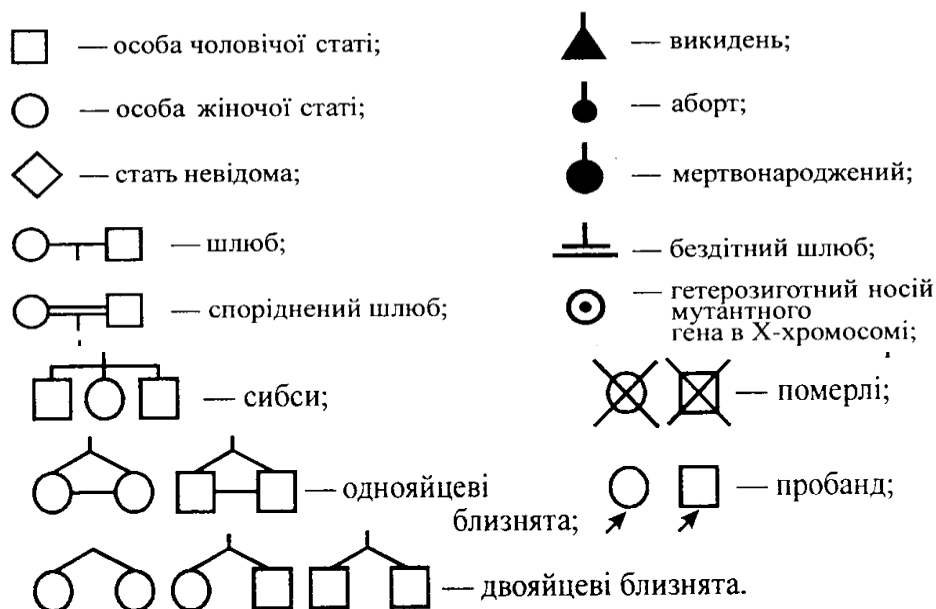 — особа чоловічої статі;
— особа жіночої статі;
— стать невідома;
— шлюб;
— споріднений шлюб;
— сибси;
— однояйцеві
близнята;
— двояйцеві близнята.
— викидень;
— аборт;
— мертвонароджений;
— бездітний шлюб;
— гетерозиготний носій
мутантного
гена в Х-хромосомі;
— померлі;
— пробанд;